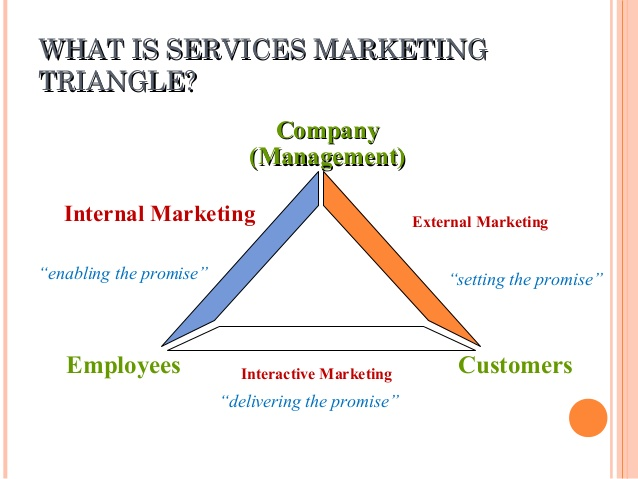 WHAT IS SERVICES MARKETING
TRIANGLE?
Company
(Management)
Internal Marketing
External Marketing
“enabling the promise”
“setting the promise”
Employees
Customers
Interactive Marketing
“delivering the promise”